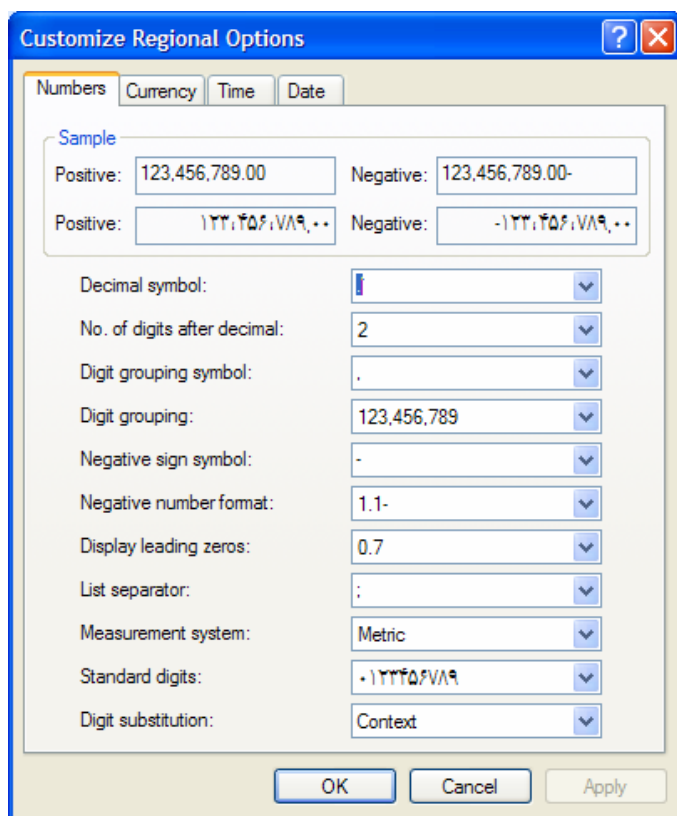 Customize Regional Options
Numbers Currency Time Date
Sample
Positive: 123,456,789.00 Negative: 123,456,789.00-
Positive: ۱۲۳،۴۵۶،۷۸۹,۰۰ Negative: -۱۲۳،۴۵۶،۷۸۹,۰۰
Decimal symbol: .
No. of digits after decimal: 2
Digit grouping symbol: ,
Digit grouping: 123,456,789
Negative sign symbol: -
Negative number format: 1.1-
Display leading zeros: 0.7
List separator: ;
Measurement system: Metric
Standard digits: ۰۱۲۳۴۵۶۷۸۹
Digit substitution: Context
OK Cancel Apply